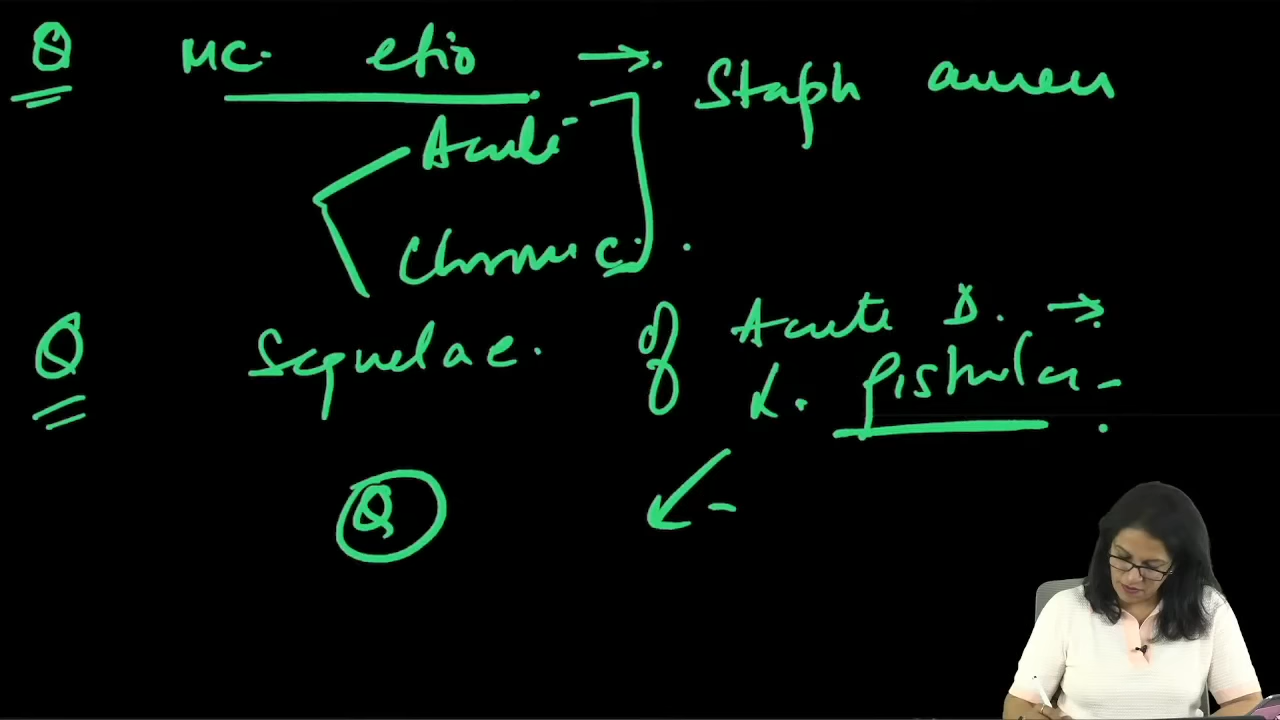 Q MC. etio → Staph aureus
Acute
Chronic.
Q Sequelae. of Acute D. →
L. fistula
Q